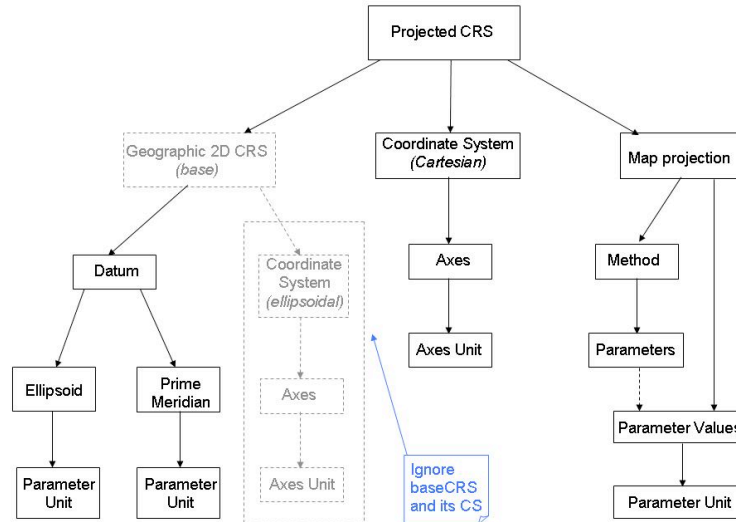 Projected CRS
Geographic 2D CRS
(base)
Coordinate System
(Cartesian)
Map projection
Datum
Coordinate
System
(ellipsoidal)
Axes
Method
Ellipsoid
Prime
Meridian
Axes
Axes Unit
Parameters
Parameter
Unit
Parameter
Unit
Axes Unit
Ignore
baseCRS
and its CS
Parameter Values
Parameter Unit